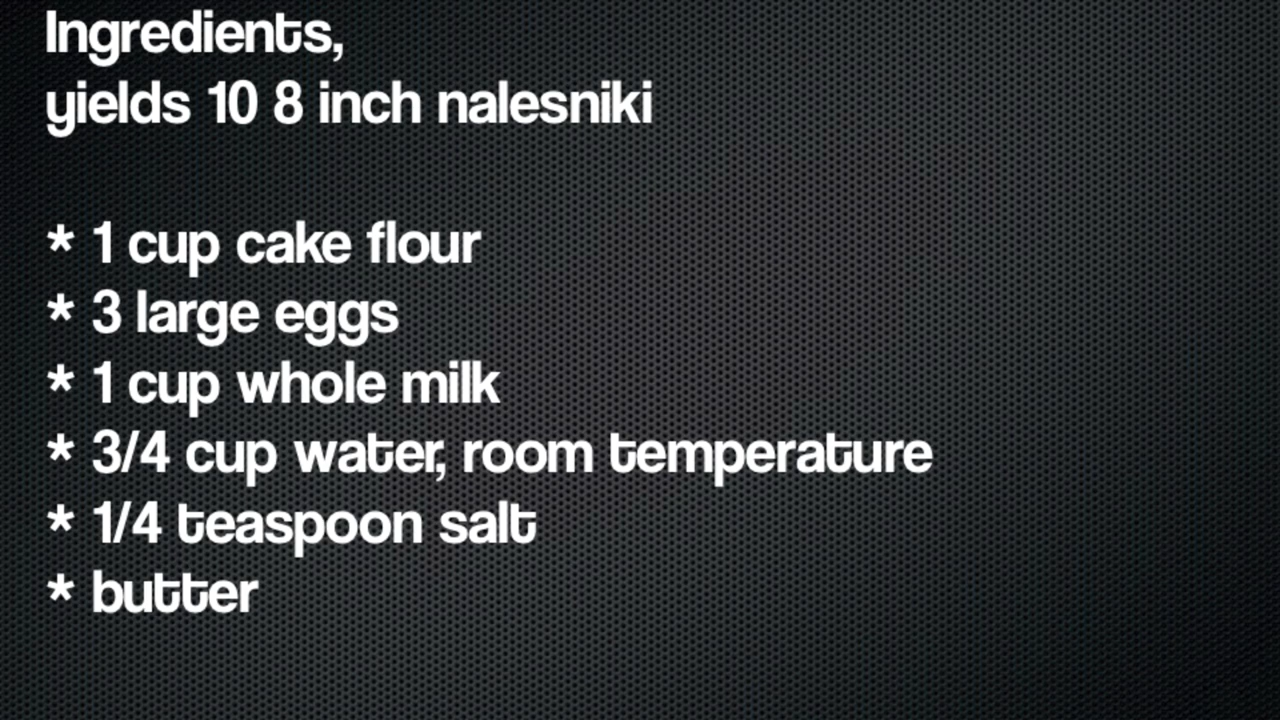 Ingredients,
yields 10 8 inch nalesniki
* 1 cup cake flour
* 3 large eggs
* 1 cup whole milk
* 3/4 cup water, room temperature
* 1/4 teaspoon salt
* butter